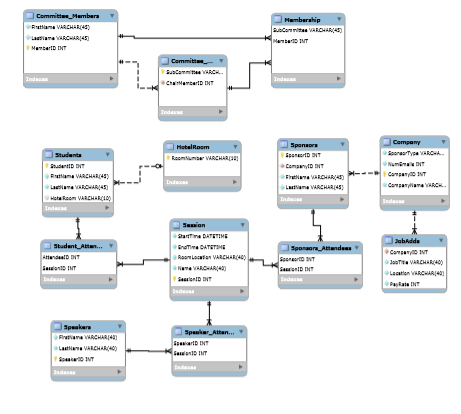 Committee_Members
FirstName VARCHAR(45)
LastName VARCHAR(45)
MemberID INT
Indexes
Membership
SubCommittee VARCHAR(45)
MemberID INT
Indexes
Committee_...
SubCommittee VARCH...
ChairMemberID INT
Indexes
Students
StudentID INT
FirstName VARCHAR(45)
LastName VARCHAR(45)
HotelRoom VARCHAR(10)
Indexes
HotelRoom
RoomNumber VARCHAR(10)
Indexes
Sponsors
SponsorID INT
CompanyID INT
FirstName VARCHAR(45)
LastName VARCHAR(45)
Indexes
Company
SponsorType VARCHA...
NumEmails INT
CompanyID INT
CompanyName VARCH...
Indexes
Student_Atten...
AttendeeID INT
SessionID INT
Indexes
Session
StartTime DATETIME
EndTime DATETIME
RoomLocation VARCHAR(40)
Name VARCHAR(40)
SessionID INT
Indexes
Sponsors_Attendees
SponsorID INT
SessionID INT
Indexes
JobAdds
CompanyID INT
JobTitle VARCHAR(40)
Location VARCHAR(40)
PayRate INT
Indexes
Speakers
FirstName VARCHAR(40)
LastName VARCHAR(40)
SpeakerID INT
Indexes
Speaker_Atten...
SpeakerID INT
SessionID INT
Indexes